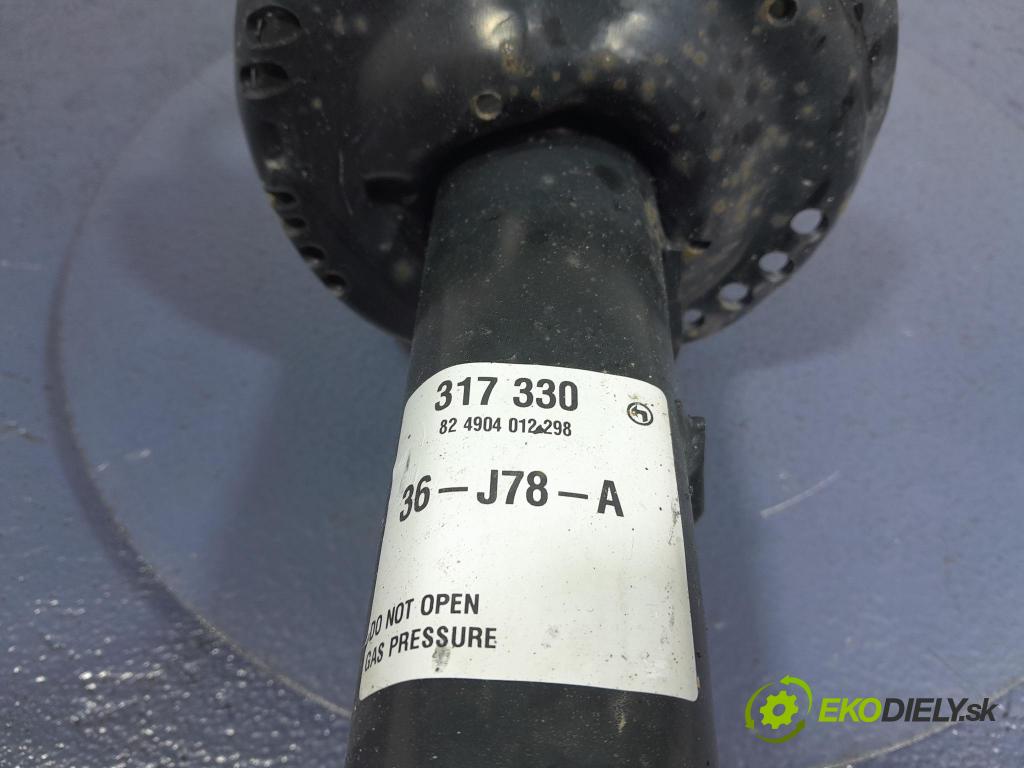 317 330
82 4904 012 298
36-J78-A
DO NOT OPEN
GAS PRESSURE
EKODIELY.sk